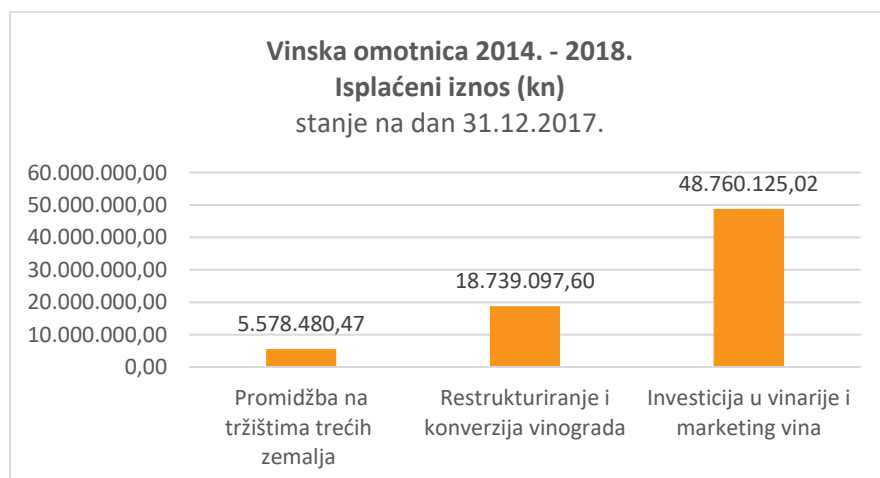 Vinska omotnica 2014. - 2018.
Isplaćeni iznos (kn)
stanje na dan 31.12.2017.
60.000.000,00
50.000.000,00
40.000.000,00
30.000.000,00
20.000.000,00
10.000.000,00
0,00
5.578.480,47
18.739.097,60
48.760.125,02
Promidžba na
tržištima trećih
zemalja
Restrukturiranje i
konverzija vinograda
Investicija u vinarije i
marketing vina